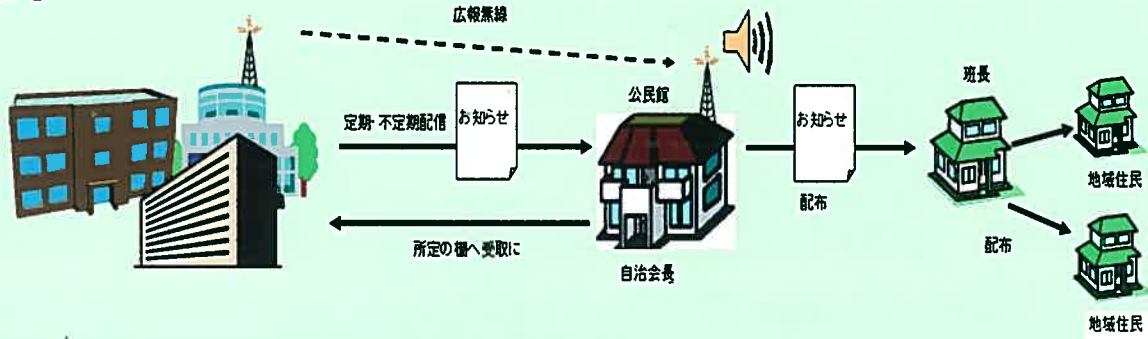 広報無線
定期・不定期配信
お知らせ
公民館
お知らせ
班長
地域住民
配布
所定の棚へ受取に
自治会長
配布
地域住民